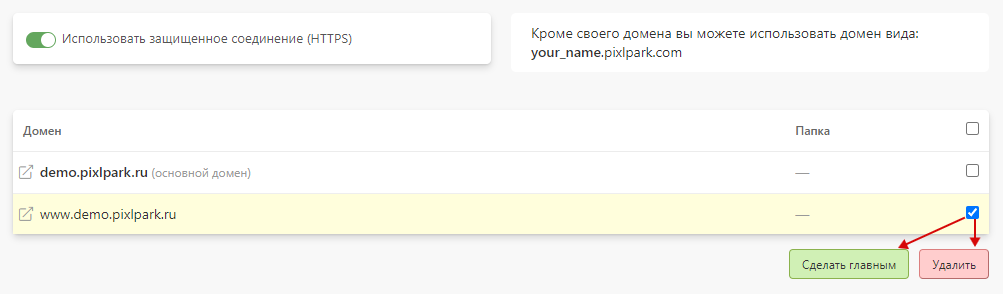 Использовать защищенное соединение (HTTPS)
Кроме своего домена вы можете использовать домен вида:
your_name.pixlpark.com
Домен Папка
demo.pixlpark.ru (основной домен) —
www.demo.pixlpark.ru —
Сделать главным Удалить